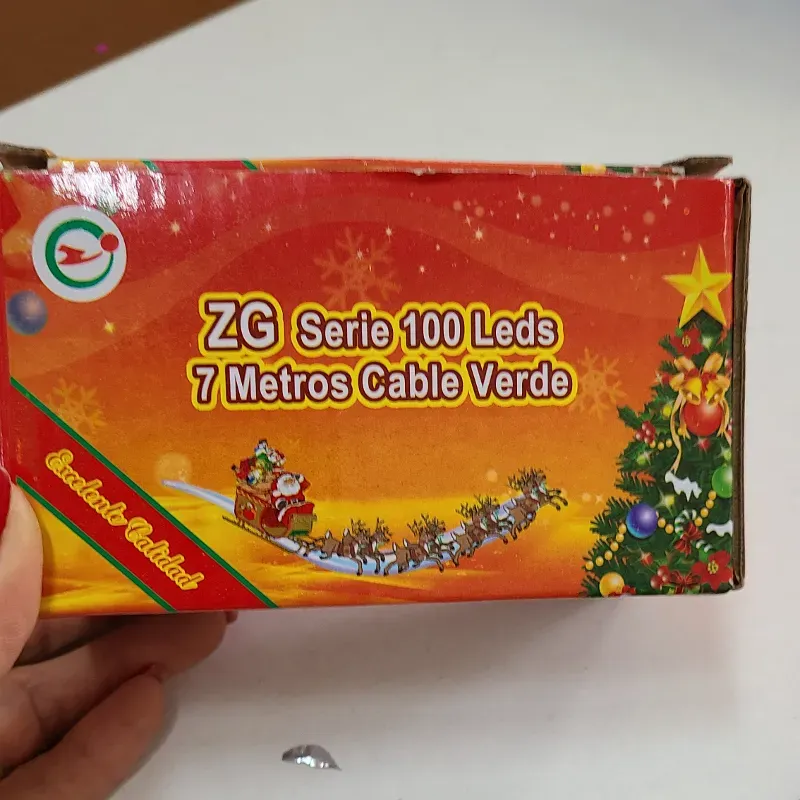 ZG Serie 100 Leds
7 Metros Cable Verde
Excelente Calidad